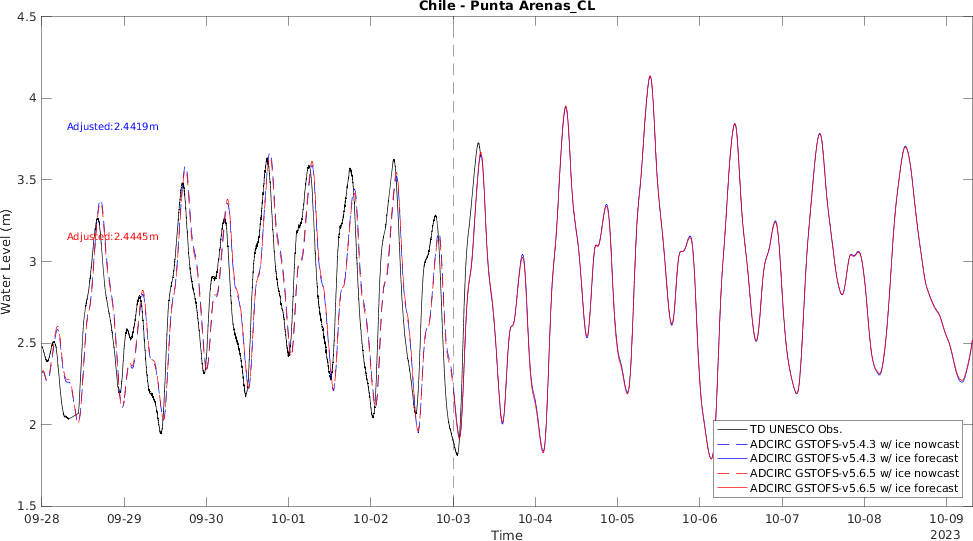 Chile - Punta Arenas_CL
4.5
4
3.5
3
2.5
2
1.5
Water Level (m)
Adjusted:2.4419m
Adjusted:2.4445m
TD UNESCO Obs.
ADCIRC GSTOFS-v5.4.3 w/ ice nowcast
ADCIRC GSTOFS-v5.4.3 w/ ice forecast
ADCIRC GSTOFS-v5.6.5 w/ ice nowcast
ADCIRC GSTOFS-v5.6.5 w/ ice forecast
09-28 09-29 09-30 10-01 10-02 10-03 10-04 10-05 10-06 10-07 10-08 10-09
2023
Time